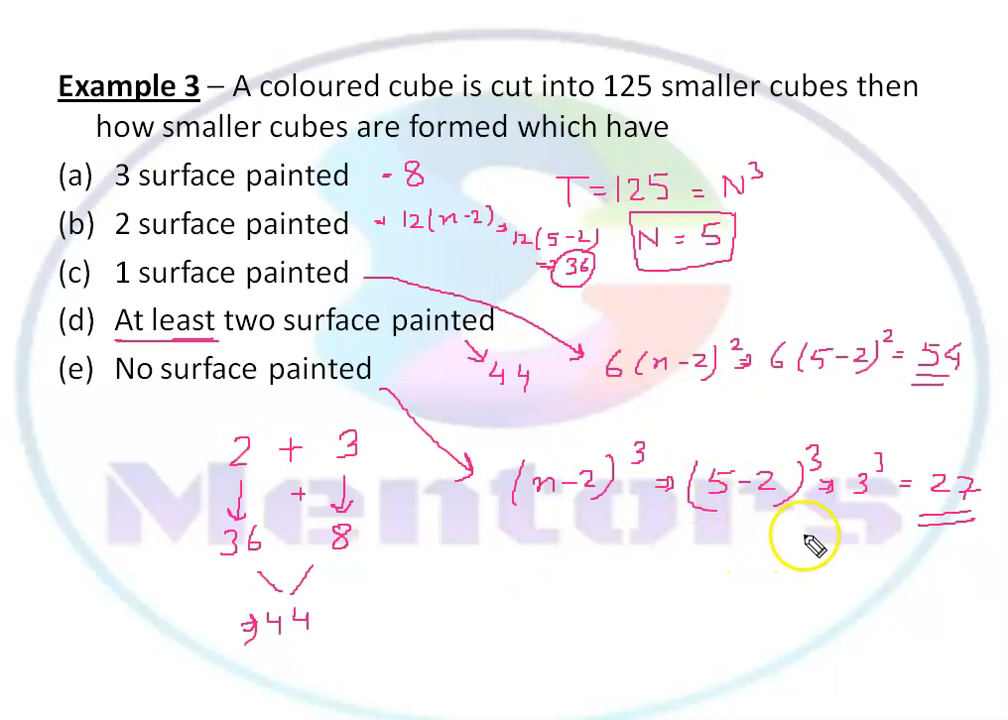 Example 3 – A coloured cube is cut into 125 smaller cubes then
how smaller cubes are formed which have
(a) 3 surface painted - 8
T = 125 = N³
(b) 2 surface painted → 12(n-2) ⇒ 12(5-2)
⇒ 36
N = 5
(c) 1 surface painted
(d) At least two surface painted
44
6(n-2)² ⇒ 6(5-2)² = 54
(e) No surface painted
(n-2)³ ⇒ (5-2)³ ⇒ 3³ = 27
2 + 3
↓ + ↓
36 8
⇒ 44
Mentors